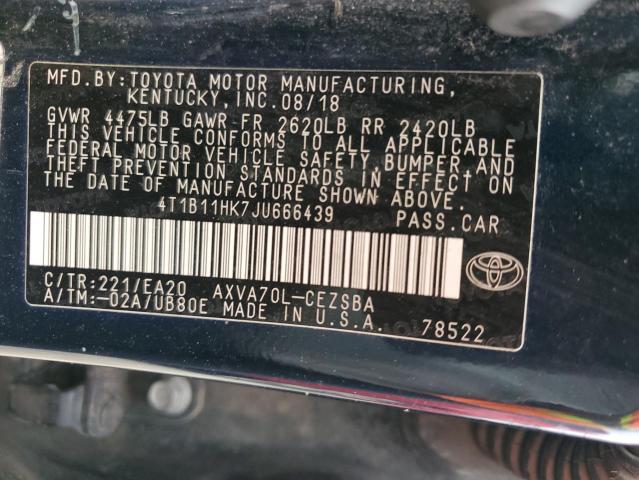 MFD.BY:TOYOTA MOTOR MANUFACTURING,
KENTUCKY, INC. 08/18
GVWR 4475LB GAWR FR 2620LB RR 2420LB
THIS VEHICLE CONFORMS TO ALL APPLICABLE
FEDERAL MOTOR VEHICLE SAFETY, BUMPER AND
THEFT PREVENTION STANDARDS IN EFFECT ON
THE DATE OF MANUFACTURE SHOWN ABOVE.
4T1B11HK7JU666439 PASS.CAR
C/TR:221/EA20 AXVA70L-CEZSBA
A/TM:-02A/UB80E MADE IN U.S.A. 78522